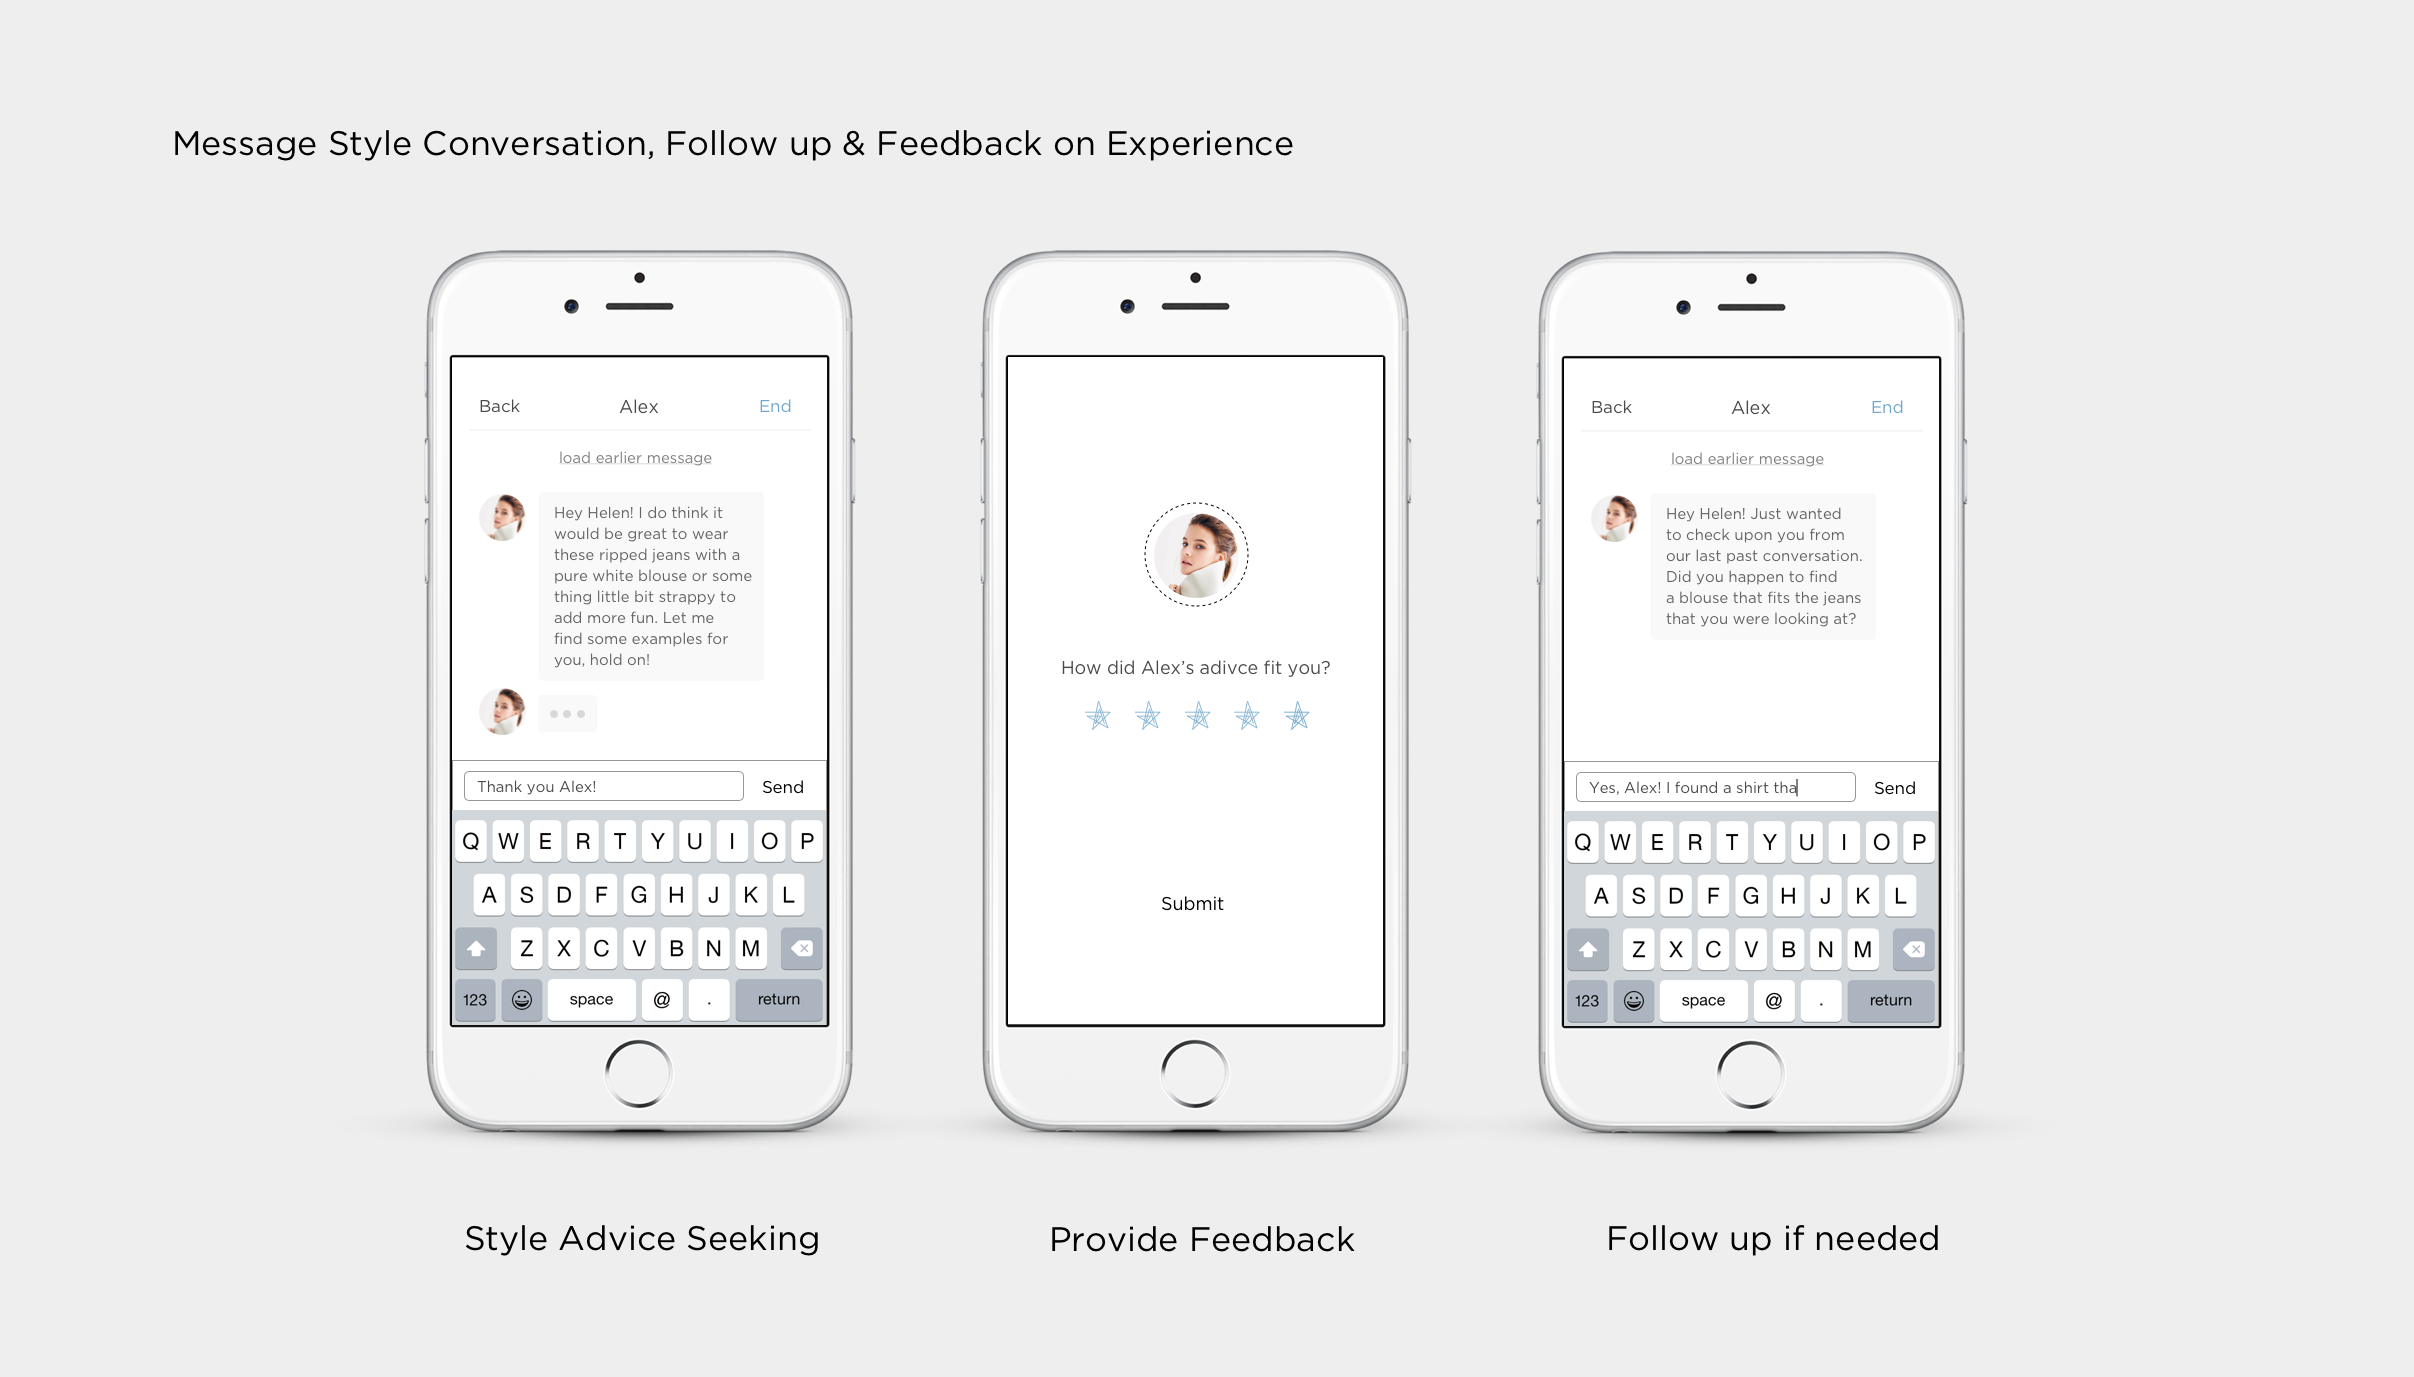 Message Style Conversation, Follow up & Feedback on Experience
Back Alex End
load earlier message
Hey Helen! I do think it
would be great to wear
these ripped jeans with a
pure white blouse or some
thing little bit strappy to
add more fun. Let me
find some examples for
you, hold on!
Thank you Alex! Send
Q W E R T Y U I O P
A S D F G H J K L
Z X C V B N M
123 space @ . return
Style Advice Seeking
How did Alex’s adivce fit you?
Submit
Provide Feedback
Back Alex End
load earlier message
Hey Helen! Just wanted
to check upon you from
our last past conversation.
Did you happen to find
a blouse that fits the jeans
that you were looking at?
Yes, Alex! I found a shirt tha Send
Q W E R T Y U I O P
A S D F G H J K L
Z X C V B N M
123 space @ . return
Follow up if needed